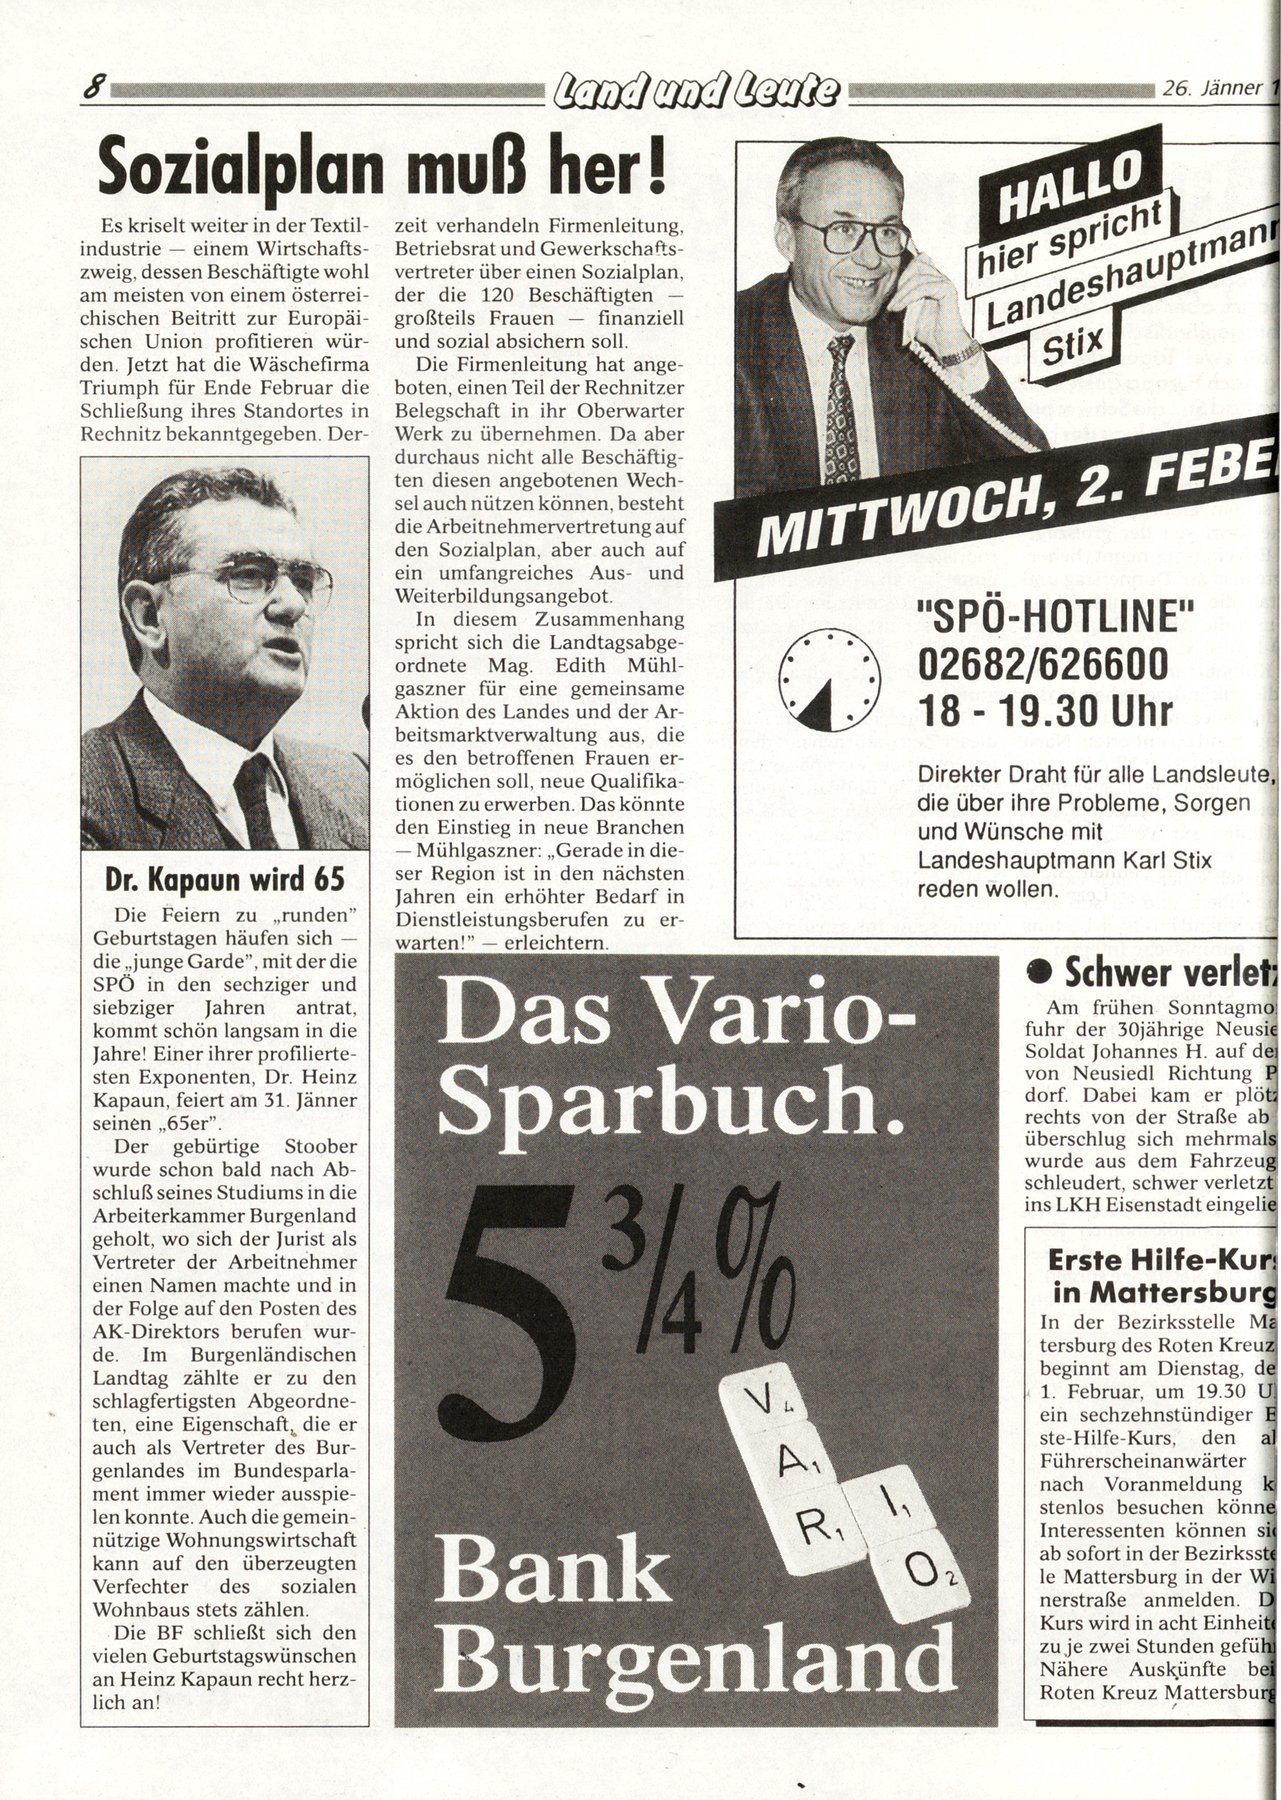 8
Land und Leute
26. Jänner
Sozialplan muß her!
Es kriselt weiter in der Textil-
industrie — einem Wirtschafts-
zweig, dessen Beschäftigte wohl
am meisten von einem österrei-
chischen Beitritt zur Europäi-
schen Union profitieren wür-
den. Jetzt hat die Wäschefirma
Triumph für Ende Februar die
Schließung ihres Standortes in
Rechnitz bekanntgegeben. Der-
zeit verhandeln Firmenleitung,
Betriebsrat und Gewerkschafts-
vertreter über einen Sozialplan,
der die 120 Beschäftigten —
großteils Frauen — finanziell
und sozial absichern soll.
Die Firmenleitung hat ange-
boten, einen Teil der Rechnitzer
Belegschaft in ihr Oberwarter
Werk zu übernehmen. Da aber
durchaus nicht alle Beschäftig-
ten diesen angebotenen Wech-
sel auch nützen können, besteht
die Arbeitnehmervertretung auf
den Sozialplan, aber auch auf
ein umfangreiches Aus- und
Weiterbildungsangebot.
In diesem Zusammenhang
spricht sich die Landtagsabge-
ordnete Mag. Edith Mühl-
gaszner für eine gemeinsame
Aktion des Landes und der Ar-
beitsmarktverwaltung aus, die
es den betroffenen Frauen er-
möglichen soll, neue Qualifika-
tionen zu erwerben. Das könnte
den Einstieg in neue Branchen
— Mühlgaszner: „Gerade in die-
ser Region ist in den nächsten
Jahren ein erhöhter Bedarf in
Dienstleistungsberufen zu er-
warten!” — erleichtern.
Dr. Kapaun wird 65
Die Feiern zu „runden”
Geburtstagen häufen sich —
die „junge Garde”, mit der die
SPÖ in den sechziger und
siebziger Jahren antrat,
kommt schön langsam in die
Jahre! Einer ihrer profilierte-
sten Exponenten, Dr. Heinz
Kapaun, feiert am 31. Jänner
seinen „65er”.
Der gebürtige Stoober
wurde schon bald nach Ab-
schluß seines Studiums in die
Arbeiterkammer Burgenland
geholt, wo sich der Jurist als
Vertreter der Arbeitnehmer
einen Namen machte und in
der Folge auf den Posten des
AK-Direktors berufen wur-
de. Im Burgenländischen
Landtag zählte er zu den
schlagfertigsten Abgeordne-
ten, eine Eigenschaft, die er
auch als Vertreter des Bur-
genlandes im Bundesparla-
ment immer wieder ausspie-
len konnte. Auch die gemein-
nützige Wohnungswirtschaft
kann auf den überzeugten
Verfechter des sozialen
Wohnbaus stets zählen.
Die BF schließt sich den
vielen Geburtstagswünschen
an Heinz Kapaun recht herz-
lich an!
HALLO
hier spricht
Landeshauptmann
Stix
MITTWOCH, 2. FEBE
"SPÖ-HOTLINE"
02682/626600
18 - 19.30 Uhr
Direkter Draht für alle Landsleute,
die über ihre Probleme, Sorgen
und Wünsche mit
Landeshauptmann Karl Stix
reden wollen.
Das Vario-
Sparbuch.
5 3/4%
V4
A1
R1 I1
O2
Bank
Burgenland
● Schwer verletz
Am frühen Sonntagmo
fuhr der 30jährige Neusie
Soldat Johannes H. auf de
von Neusiedl Richtung P
dorf. Dabei kam er plötz
rechts von der Straße ab
überschlug sich mehrmals
wurde aus dem Fahrzeug
schleudert, schwer verletzt
ins LKH Eisenstadt eingelie
Erste Hilfe-Kurs
in Mattersburg
In der Bezirksstelle Ma
tersburg des Roten Kreuz
beginnt am Dienstag, de
1. Februar, um 19.30 U
ein sechzehnstündiger E
ste-Hilfe-Kurs, den al
Führerscheinanwärter
nach Voranmeldung k
stenlos besuchen könne
Interessenten können si
ab sofort in der Bezirksste
le Mattersburg in der Wi
nerstraße anmelden. D
Kurs wird in acht Einheite
zu je zwei Stunden geführ
Nähere Auskünfte bei
Roten Kreuz Mattersburg